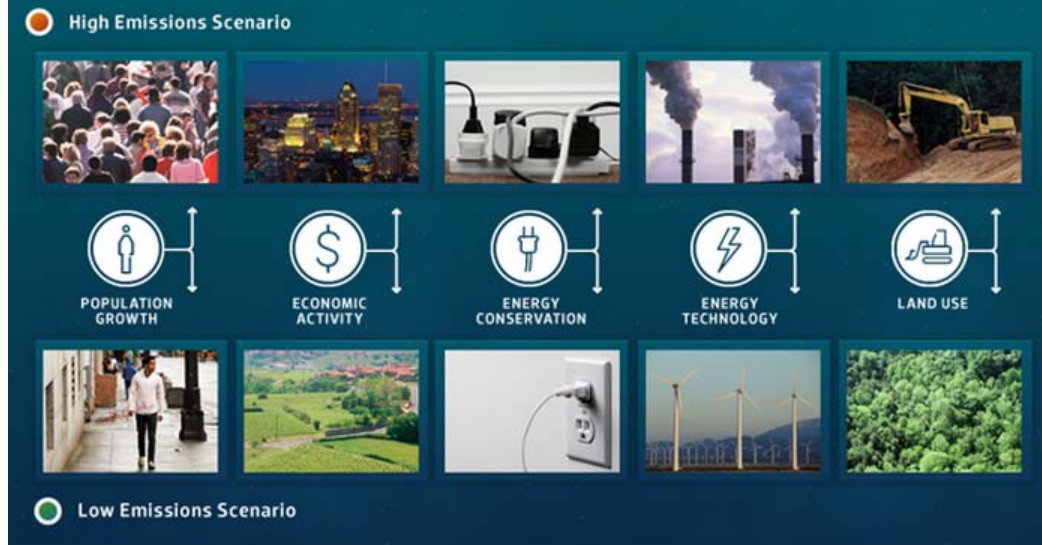 High Emissions Scenario
POPULATION
GROWTH
ECONOMIC
ACTIVITY
ENERGY
CONSERVATION
ENERGY
TECHNOLOGY
LAND USE
Low Emissions Scenario